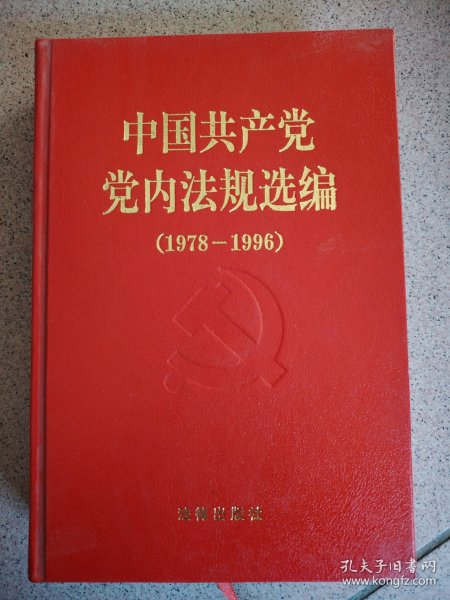 中国共产党
党内法规选编
(1978－1996)
法律出版社
孔夫子旧书网
www.kongfz.com